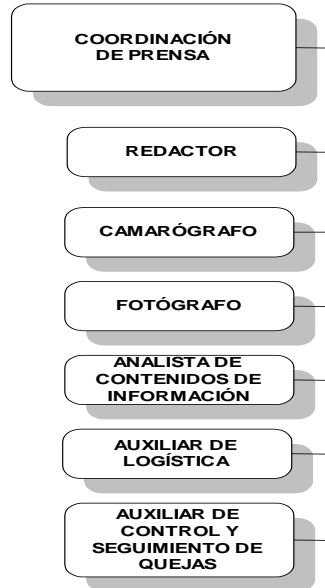 COORDINACIÓN
DE PRENSA
REDACTOR
CAMARÓGRAFO
FOTÓGRAFO
ANALISTA DE
CONTENIDOS DE
INFORMACIÓN
AUXILIAR DE
LOGÍSTICA
AUXILIAR DE
CONTROL Y
SEGUIMIENTO DE
QUEJAS